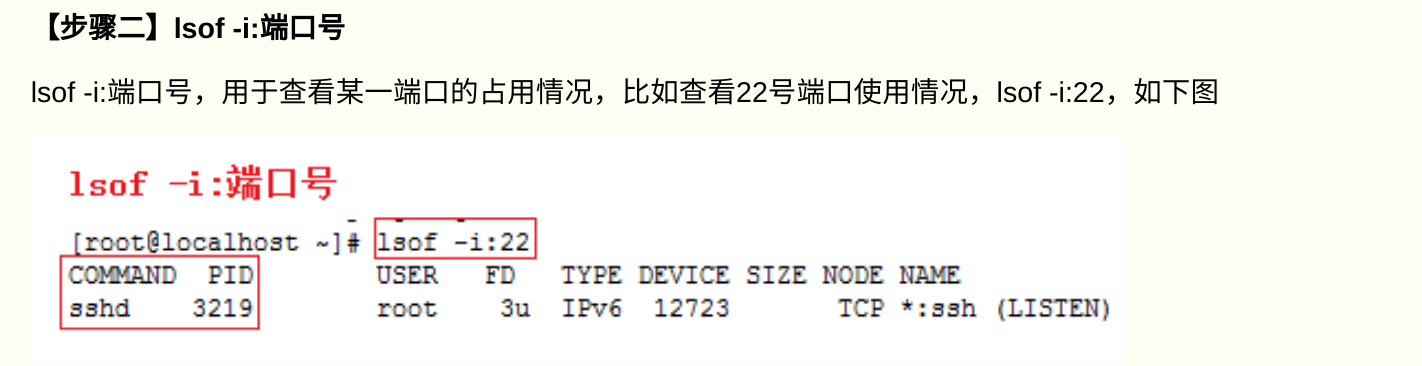 【步骤二】lsof -i:端口号
lsof -i:端口号，用于查看某一端口的占用情况，比如查看22号端口使用情况，lsof -i:22，如下图
lsof -i:端口号
[root@localhost ~]# lsof -i:22
COMMAND PID USER FD TYPE DEVICE SIZE NODE NAME
sshd 3219 root 3u IPv6 12723 TCP *:ssh (LISTEN)